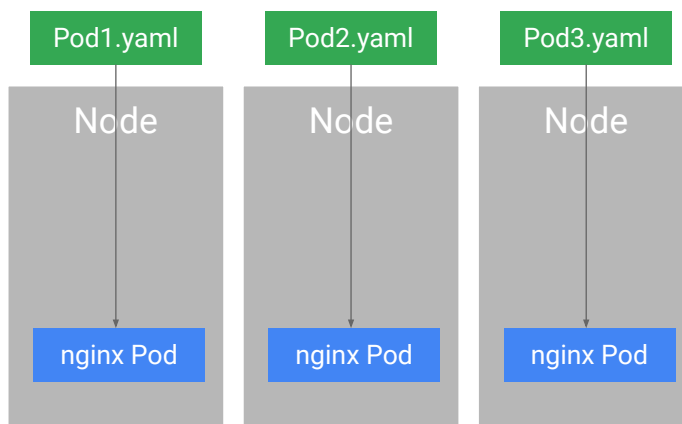 Pod1.yaml
Pod2.yaml
Pod3.yaml
Node
Node
Node
nginx Pod
nginx Pod
nginx Pod